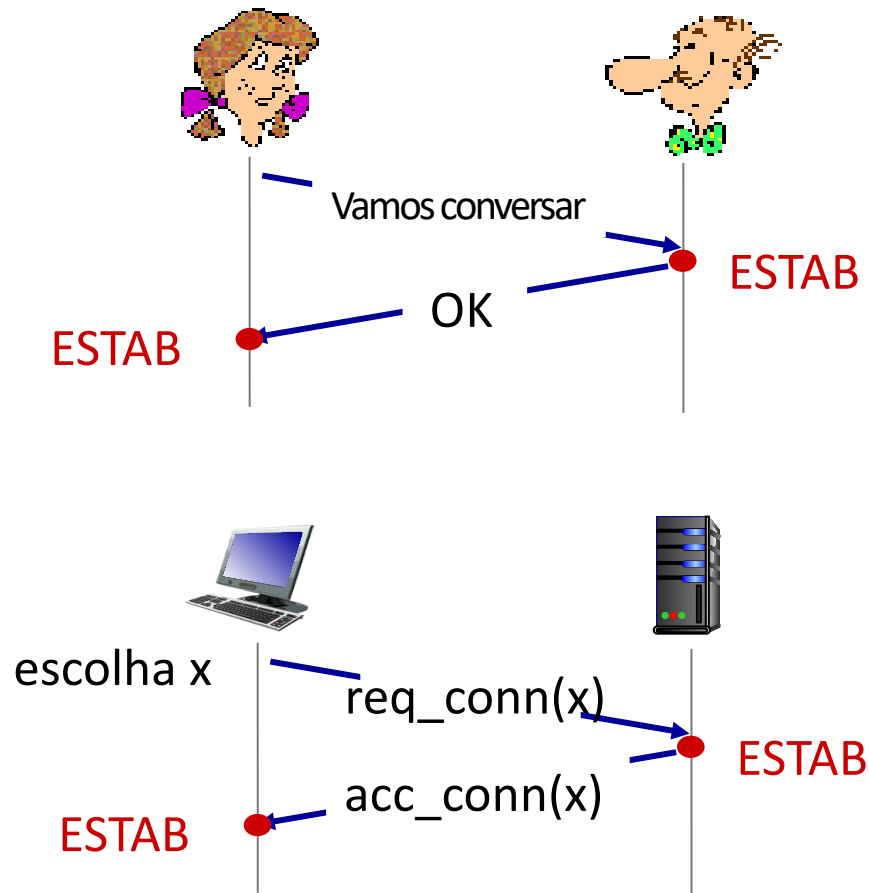 Vamos conversar
ESTAB
OK
ESTAB
escolha x
req_conn(x)
ESTAB
acc_conn(x)
ESTAB